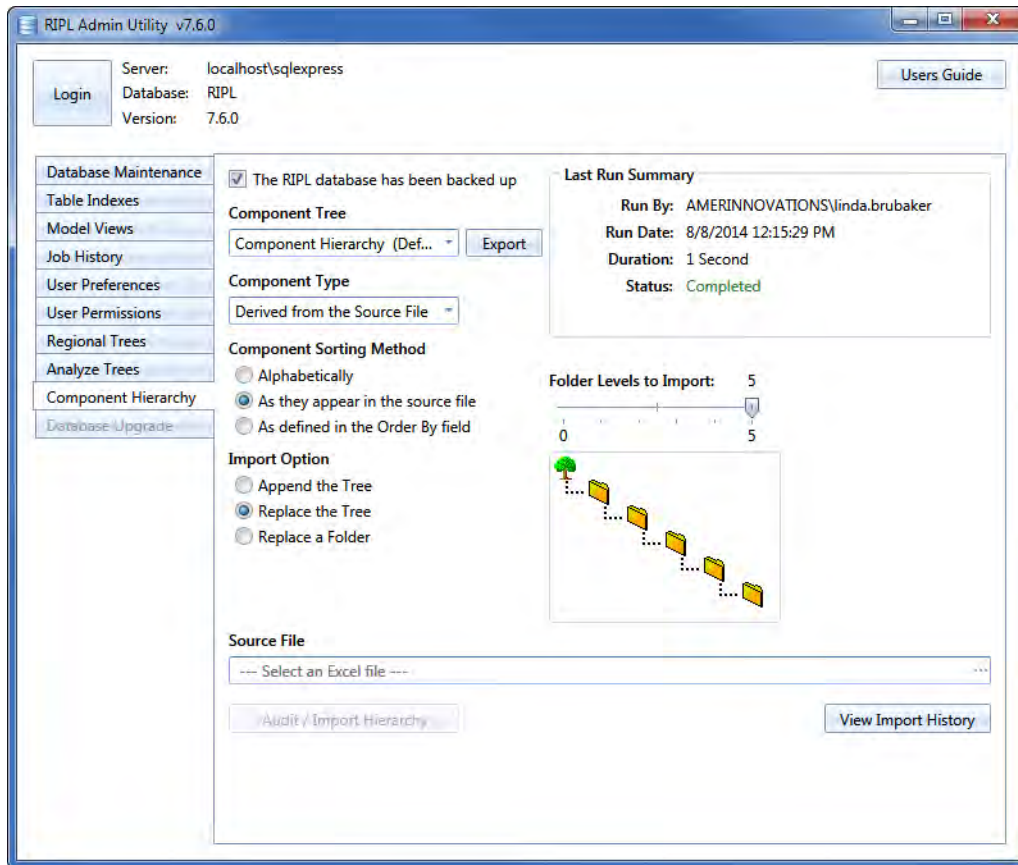 RIPL Admin Utility v7.6.0
Login
Server: localhost\sqlexpress
Database: RIPL
Version: 7.6.0
Users Guide
Database Maintenance
Table Indexes
Model Views
Job History
User Preferences
User Permissions
Regional Trees
Analyze Trees
Component Hierarchy
Database Upgrade
The RIPL database has been backed up
Component Tree
Component Hierarchy (Def...
Export
Component Type
Derived from the Source File
Component Sorting Method
Alphabetically
As they appear in the source file
As defined in the Order By field
Import Option
Append the Tree
Replace the Tree
Replace a Folder
Last Run Summary
Run By: AMERINNOVATIONS\linda.brubaker
Run Date: 8/8/2014 12:15:29 PM
Duration: 1 Second
Status: Completed
Folder Levels to Import: 5
0 5
Source File
--- Select an Excel file --- ...
Audit / Import Hierarchy
View Import History